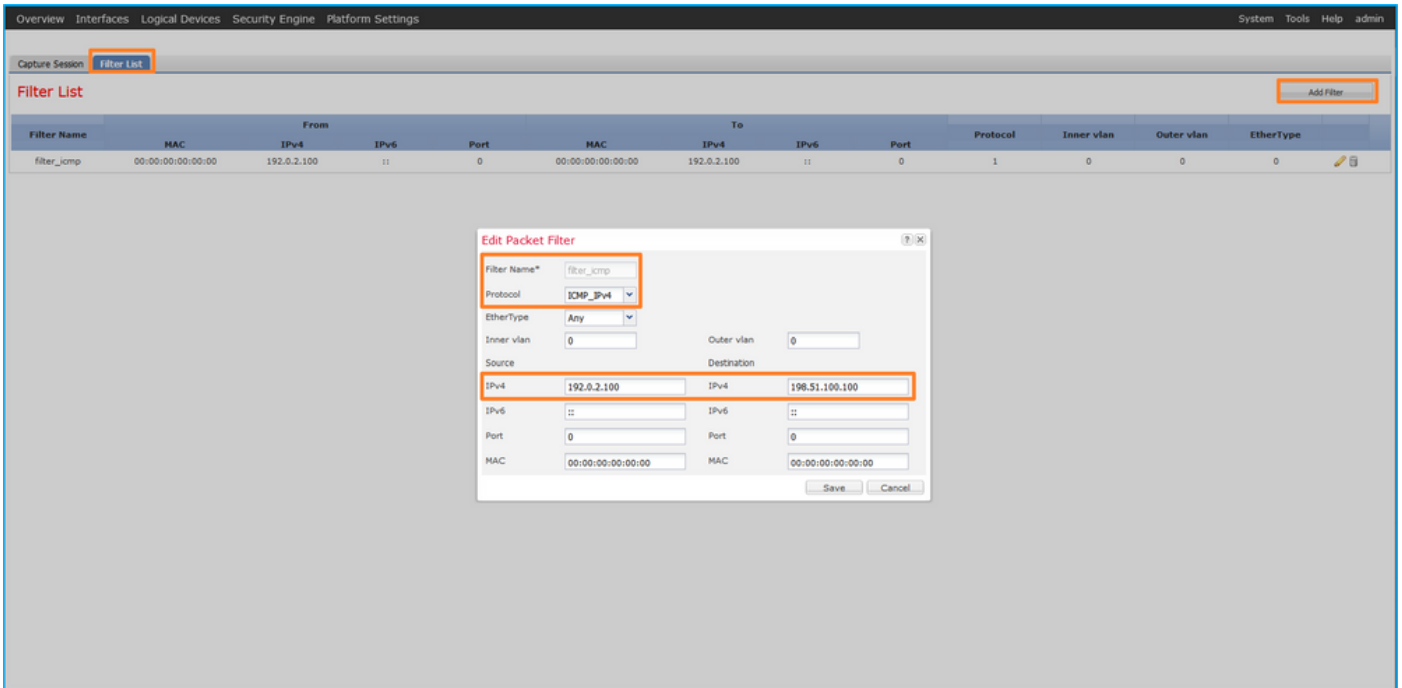 Overview Interfaces Logical Devices Security Engine Platform Settings System Tools Help admin
Capture Session Filter List
Filter List Add Filter
Filter Name From To Protocol Inner vlan Outer vlan EtherType
MAC IPv4 IPv6 Port MAC IPv4 IPv6 Port
filter_icmp 00:00:00:00:00:00 192.0.2.100 :: 0 00:00:00:00:00:00 192.0.2.100 :: 0 1 0 0 0
Edit Packet Filter
Filter Name* filter_icmp
Protocol ICMP_IPv4
EtherType Any
Inner vlan 0 Outer vlan 0
Source Destination
IPv4 192.0.2.100 IPv4 198.51.100.100
IPv6 :: IPv6 ::
Port 0 Port 0
MAC 00:00:00:00:00:00 MAC 00:00:00:00:00:00
Save Cancel